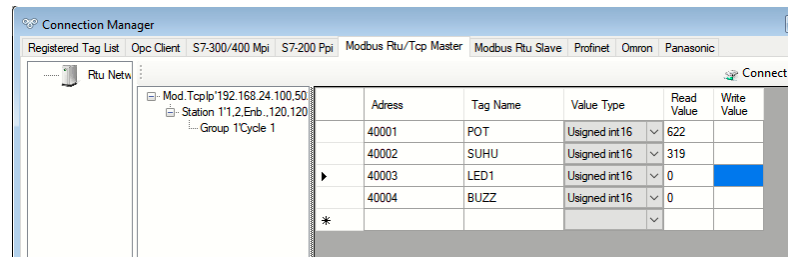 Connection Manager
Registered Tag List Opc Client S7-300/400 Mpi S7-200 Ppi Modbus Rtu/Tcp Master Modbus Rtu Slave Profinet Omron Panasonic
Rtu Netw
Connect
Mod.TcpIp'192.168.24.100,50.
Station 1'1,2,Enb.,120,120
Group 1'Cycle 1
Adress Tag Name Value Type Read Value Write Value
40001 POT Usigned int16 622
40002 SUHU Usigned int16 319
40003 LED1 Usigned int16 0
40004 BUZZ Usigned int16 0